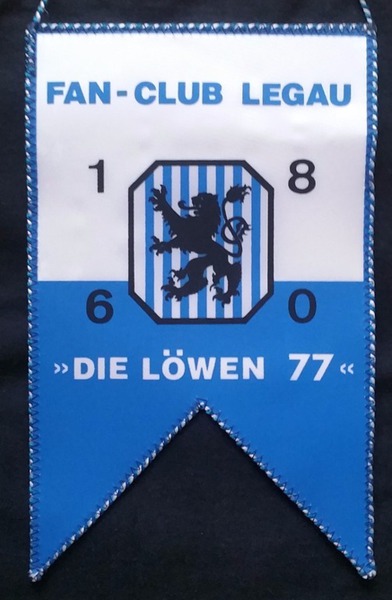 FAN-CLUB LEGAU
1 8
6 0
»DIE LÖWEN 77«